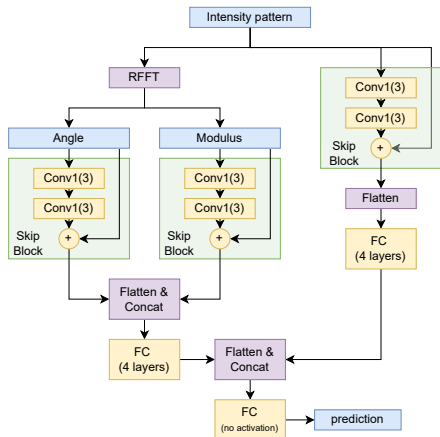 Intensity pattern
RFFT
Conv1(3)
Conv1(3)
+
Skip
Block
Angle
Modulus
Conv1(3)
Conv1(3)
+
Skip
Block
Conv1(3)
Conv1(3)
+
Skip
Block
Flatten
FC
(4 layers)
Flatten &
Concat
FC
(4 layers)
Flatten &
Concat
FC
(no activation)
prediction